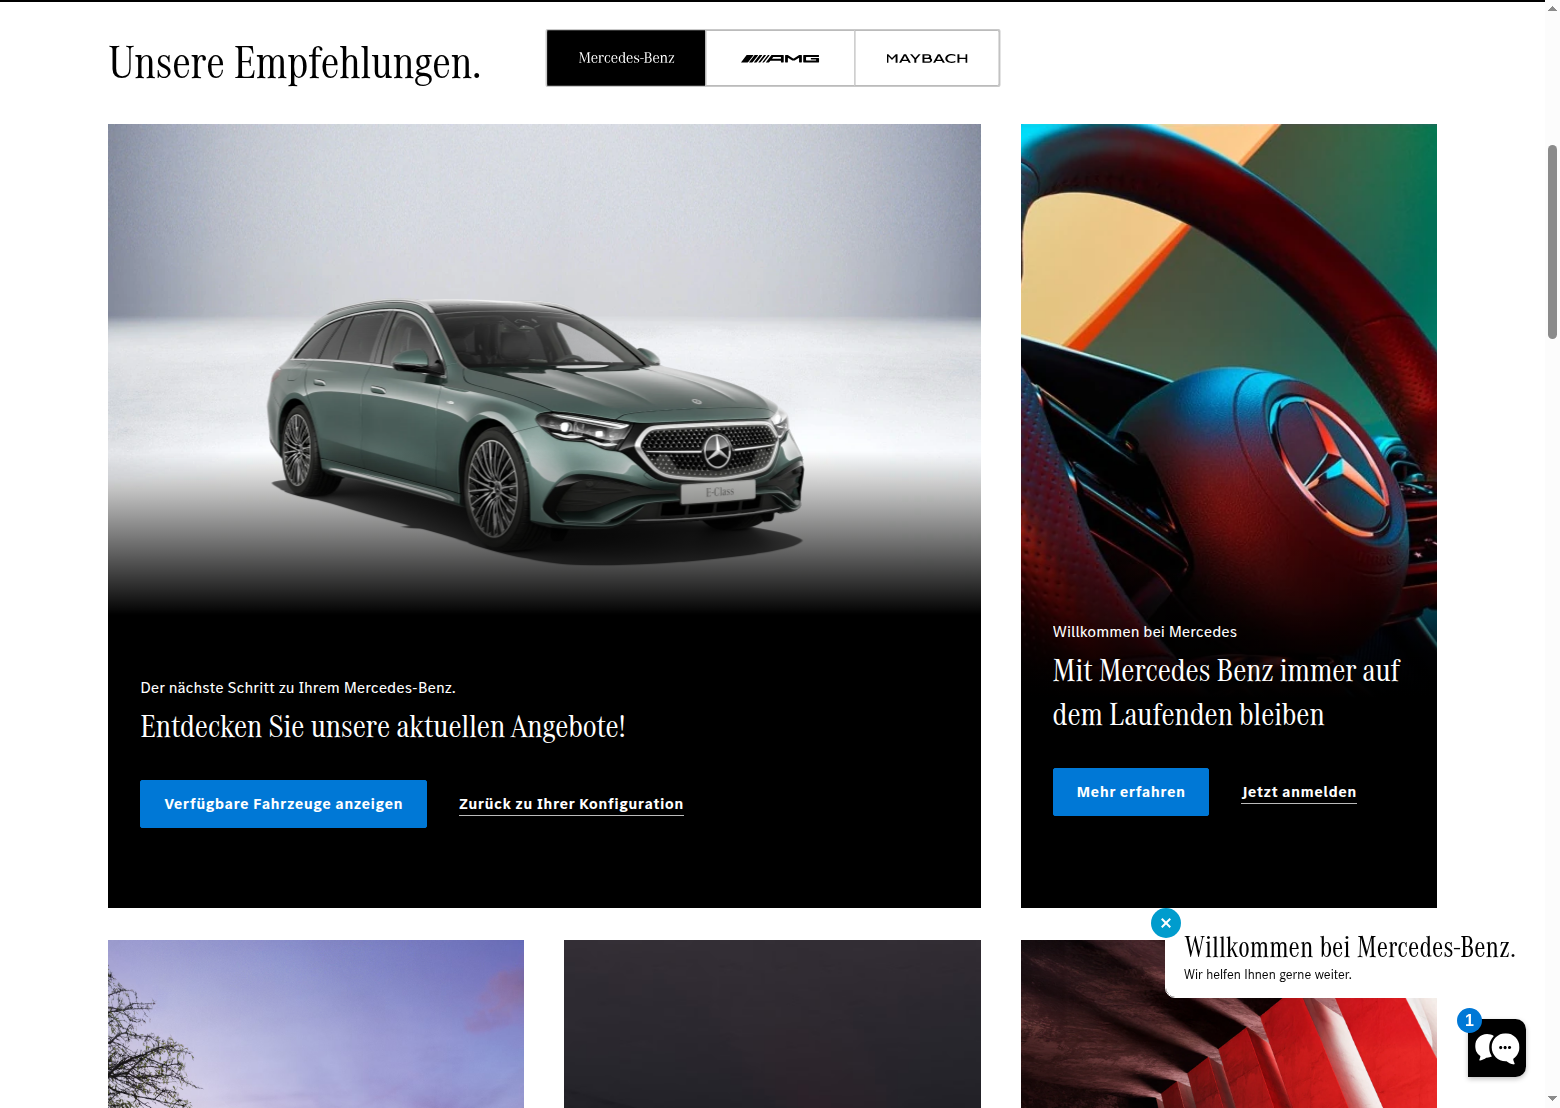 Unsere Empfehlungen.
Mercedes-Benz
AMG
MAYBACH
E-Class
Der nächste Schritt zu Ihrem Mercedes-Benz.
Entdecken Sie unsere aktuellen Angebote!
Verfügbare Fahrzeuge anzeigen
Zurück zu Ihrer Konfiguration
Willkommen bei Mercedes
Mit Mercedes Benz immer auf
dem Laufenden bleiben
Mehr erfahren
Jetzt anmelden
Willkommen bei Mercedes-Benz.
Wir helfen Ihnen gerne weiter.
1